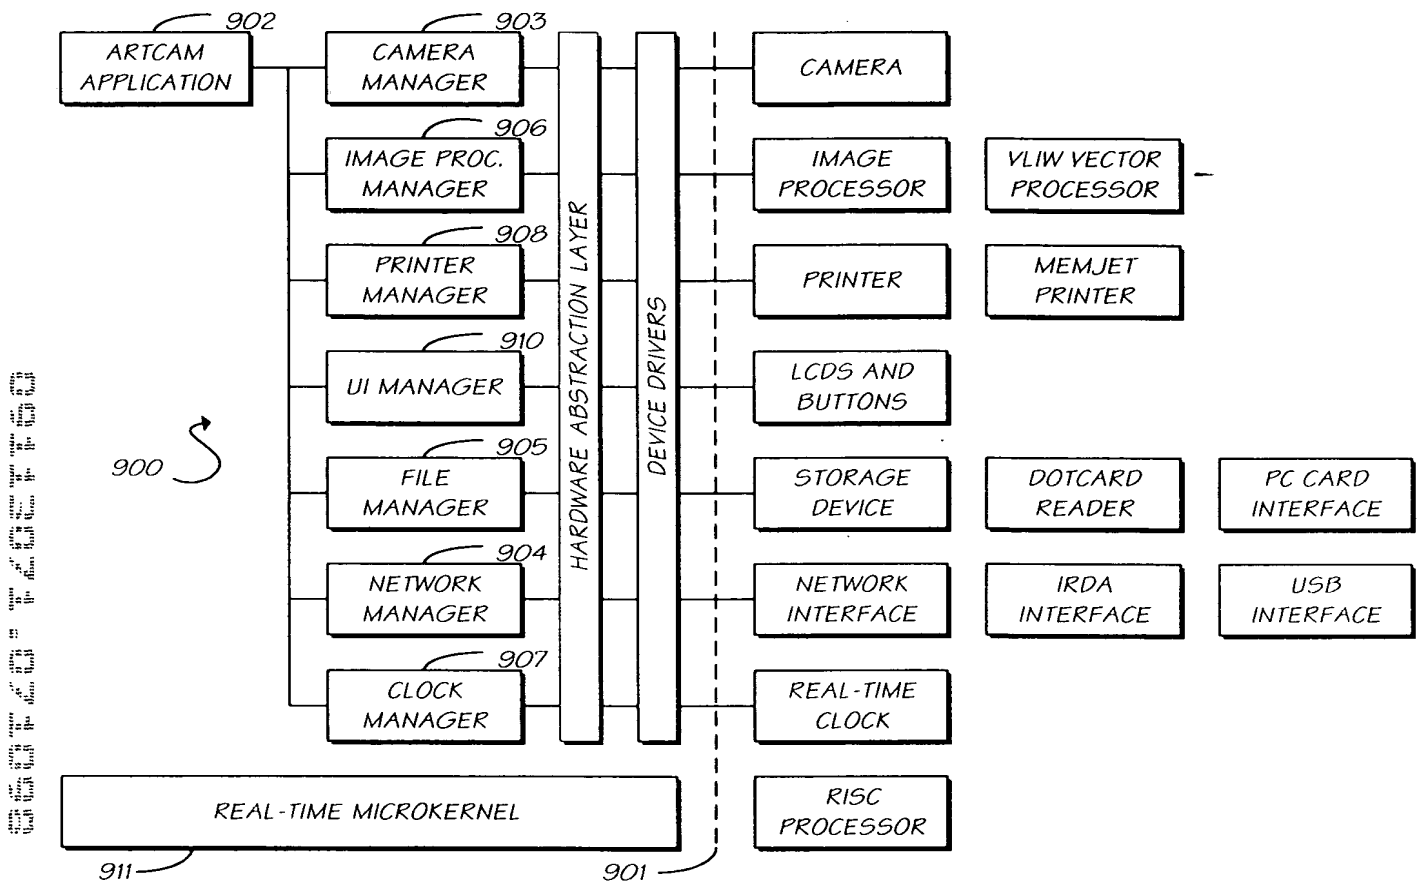 902
903
ARTCAM
APPLICATION
CAMERA
MANAGER
CAMERA
906
IMAGE PROC.
MANAGER
IMAGE
PROCESSOR
VLIW VECTOR
PROCESSOR
908
PRINTER
MANAGER
PRINTER
MEMJET
PRINTER
HARDWARE ABSTRACTION LAYER
DEVICE DRIVERS
910
UI MANAGER
LCDS AND
BUTTONS
900
905
FILE
MANAGER
STORAGE
DEVICE
DOTCARD
READER
PC CARD
INTERFACE
904
NETWORK
MANAGER
NETWORK
INTERFACE
IRDA
INTERFACE
USB
INTERFACE
907
CLOCK
MANAGER
REAL-TIME
CLOCK
REAL-TIME MICROKERNEL
RISC
PROCESSOR
911
901